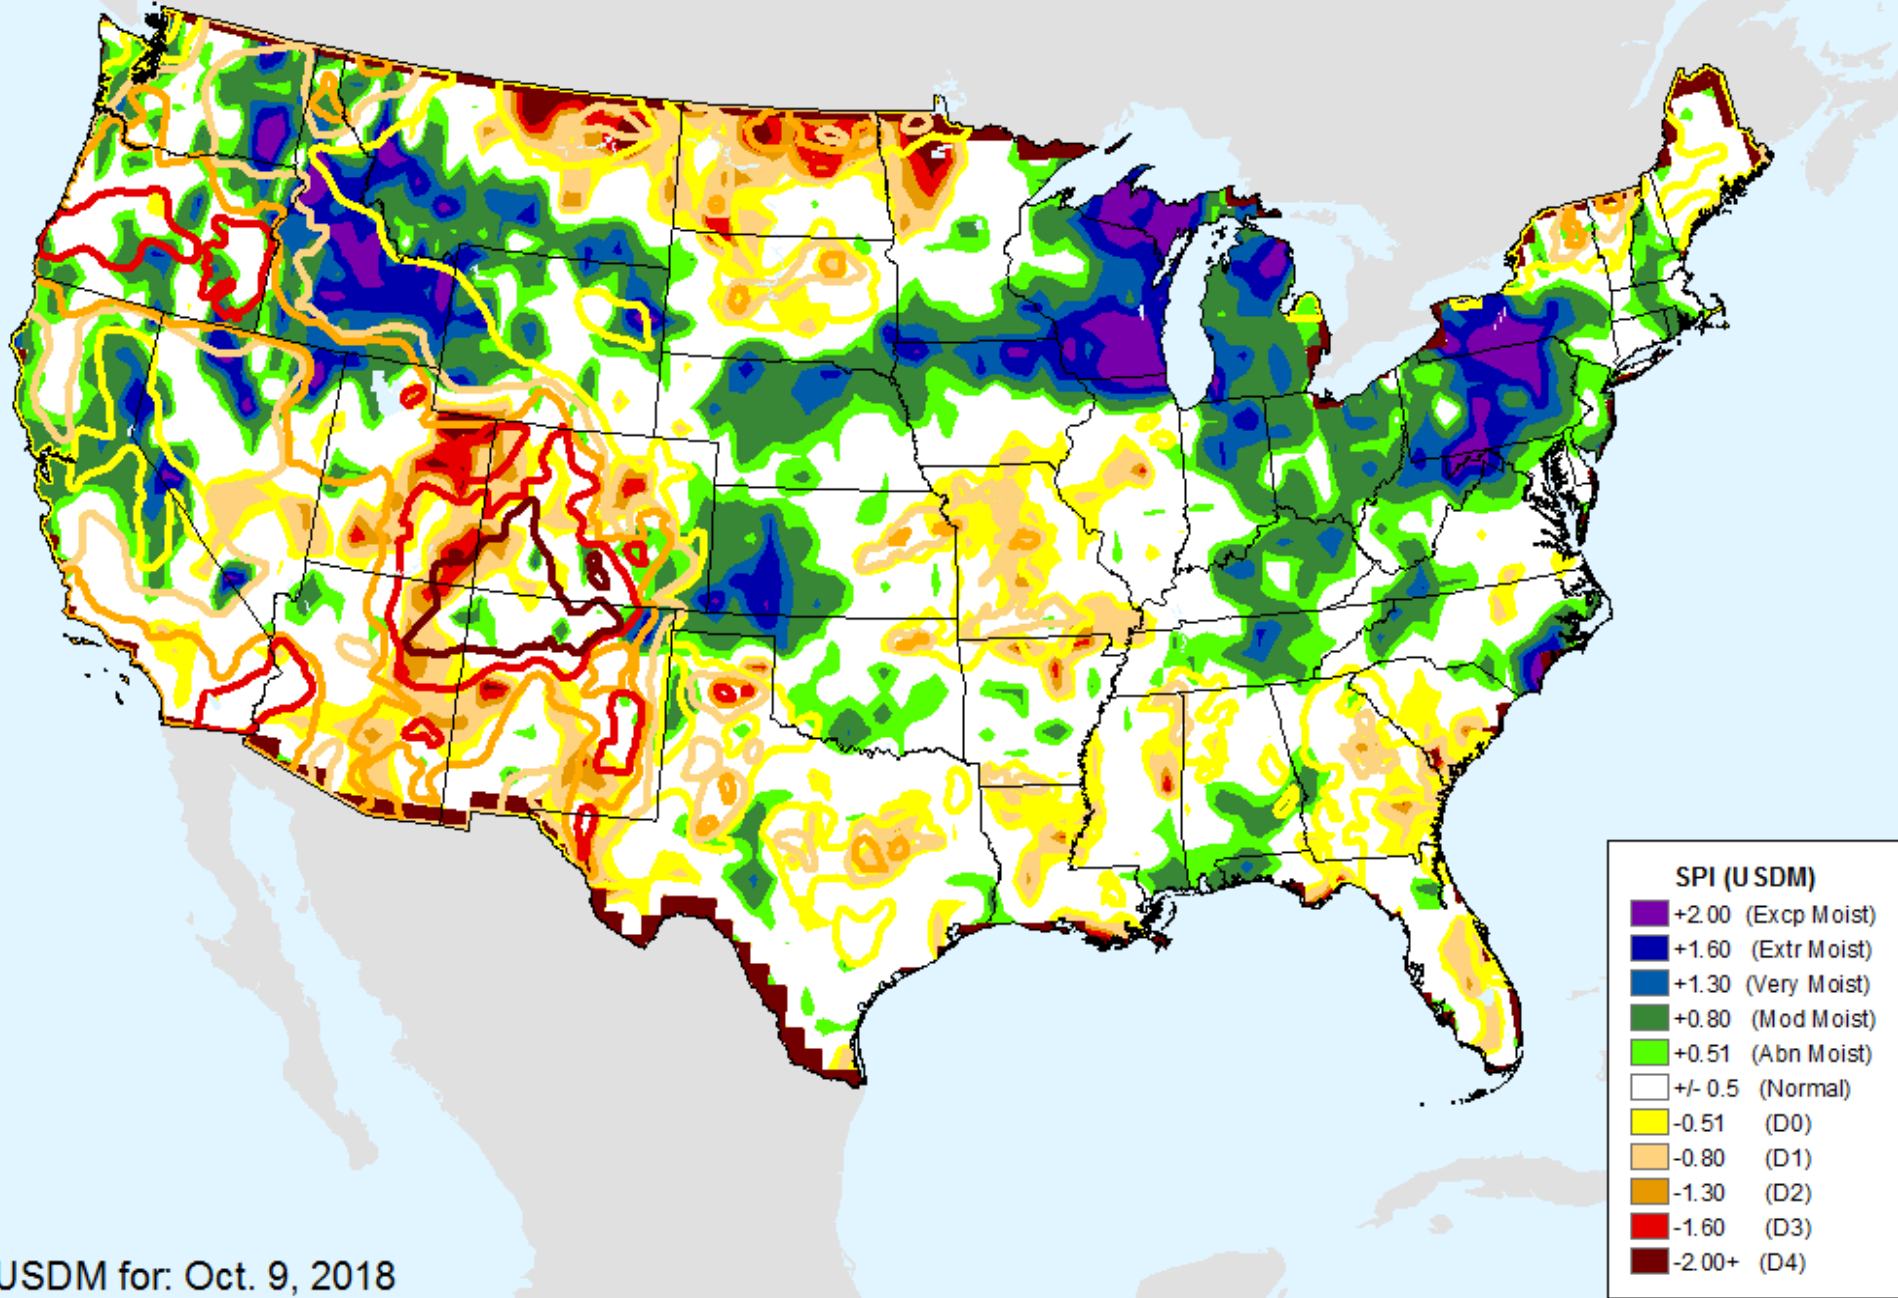 SPI (USDM)
+2.00 (Excp Moist)
+1.60 (Extr Moist)
+1.30 (Very Moist)
+0.80 (Mod Moist)
+0.51 (Abn Moist)
+/- 0.5 (Normal)
-0.51 (D0)
-0.80 (D1)
-1.30 (D2)
-1.60 (D3)
-2.00+ (D4)
USDM for: Oct. 9, 2018